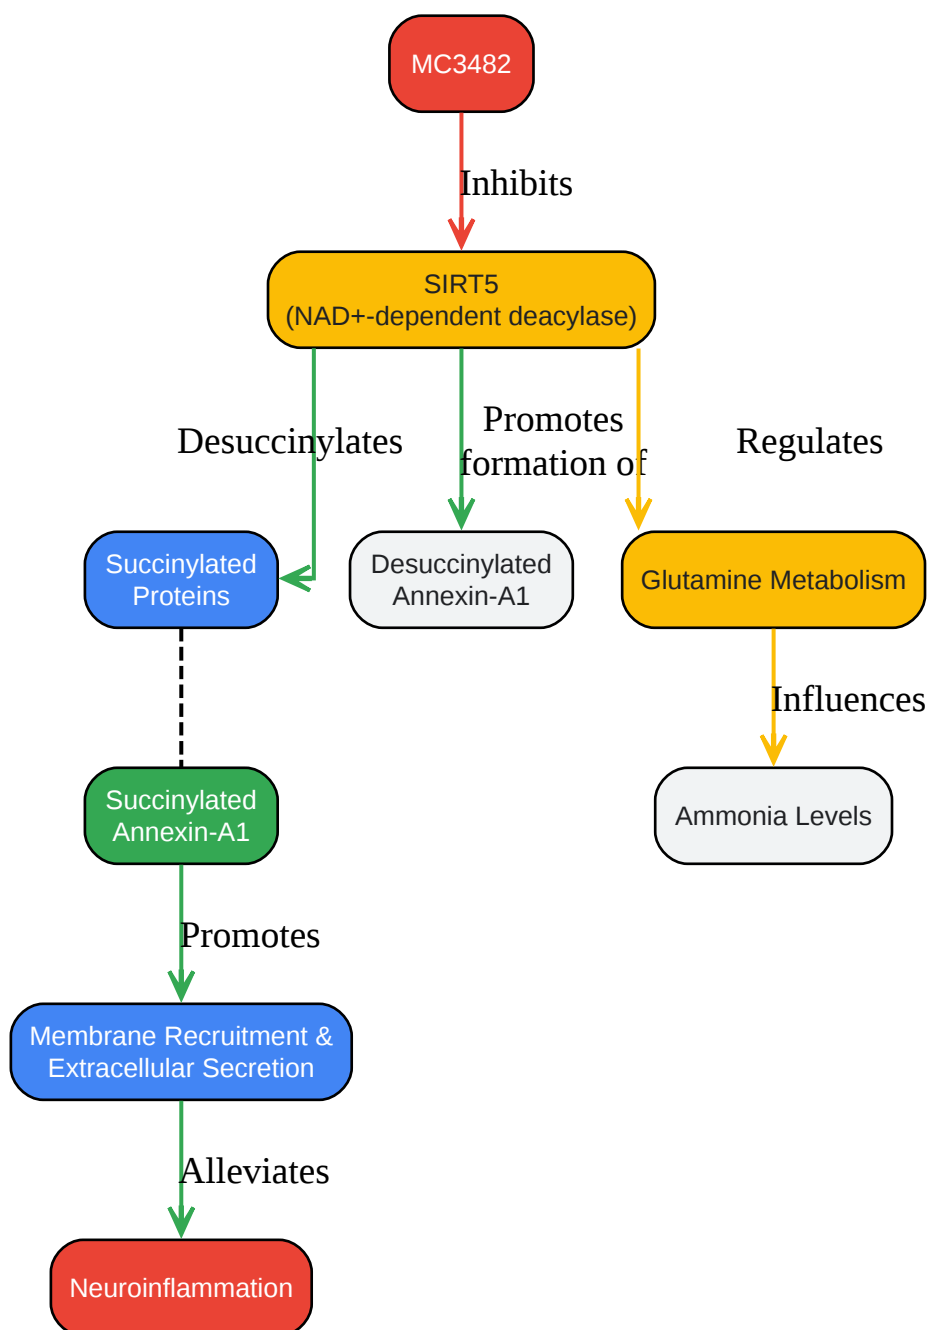 MC3482
Inhibits
SIRT5
(NAD+-dependent deacylase)
Desuccinylates
Promotes
formation of
Regulates
Succinylated
Proteins
Desuccinylated
Annexin-A1
Glutamine Metabolism
Influences
Succinylated
Annexin-A1
Ammonia Levels
Promotes
Membrane Recruitment &
Extracellular Secretion
Alleviates
Neuroinflammation